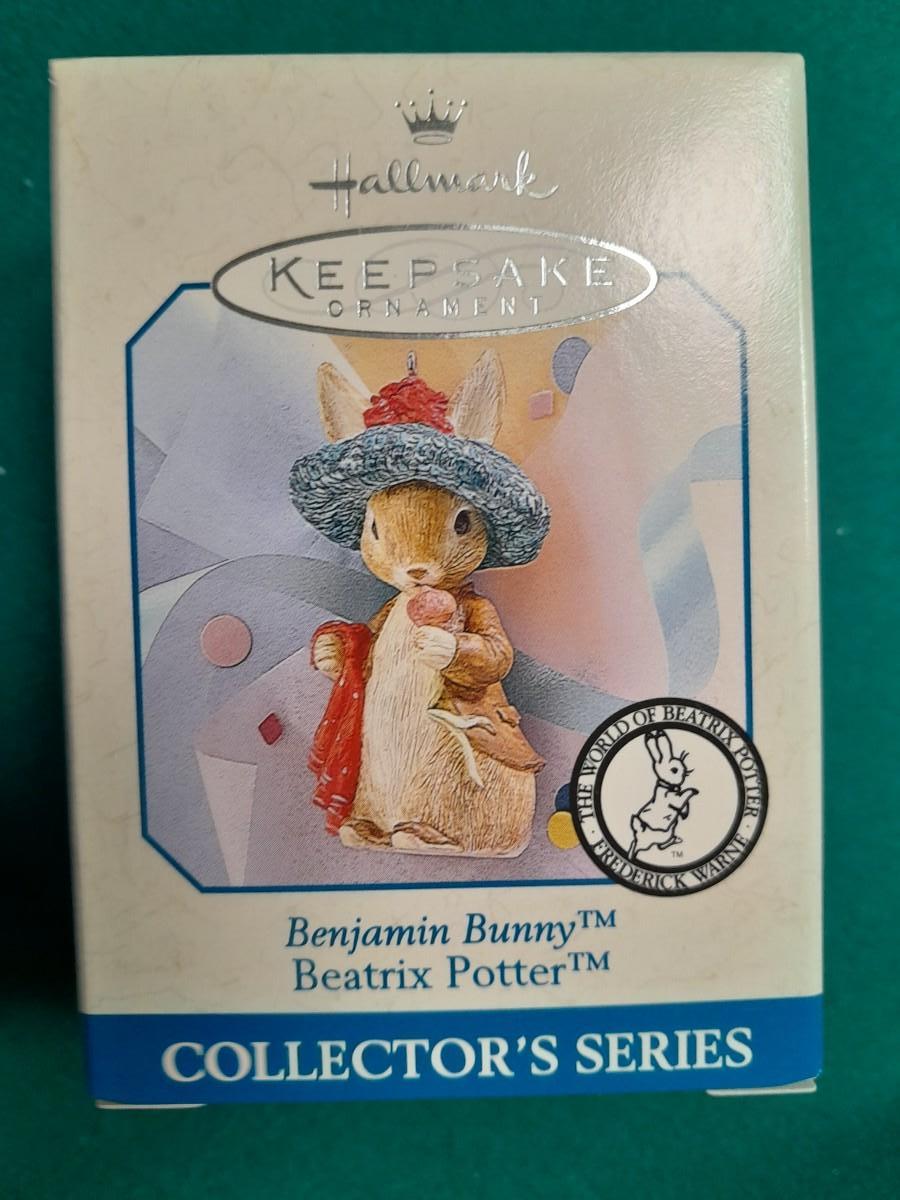 Hallmark
KEEPSAKE
ORNAMENT
THE WORLD OF BEATRIX POTTER ·
· FREDERICK WARNE ·
TM
Benjamin Bunny™
Beatrix Potter™
COLLECTOR'S SERIES